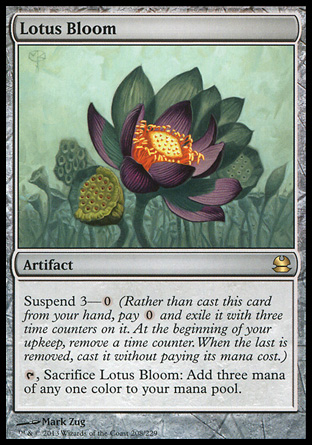 Lotus Bloom
Artifact
Suspend 3—0 (Rather than cast this card
from your hand, pay 0 and exile it with three
time counters on it. At the beginning of your
upkeep, remove a time counter. When the last is
removed, cast it without paying its mana cost.)
, Sacrifice Lotus Bloom: Add three mana
of any one color to your mana pool.
Mark Zug
™ & © 2013 Wizards of the Coast 208/229